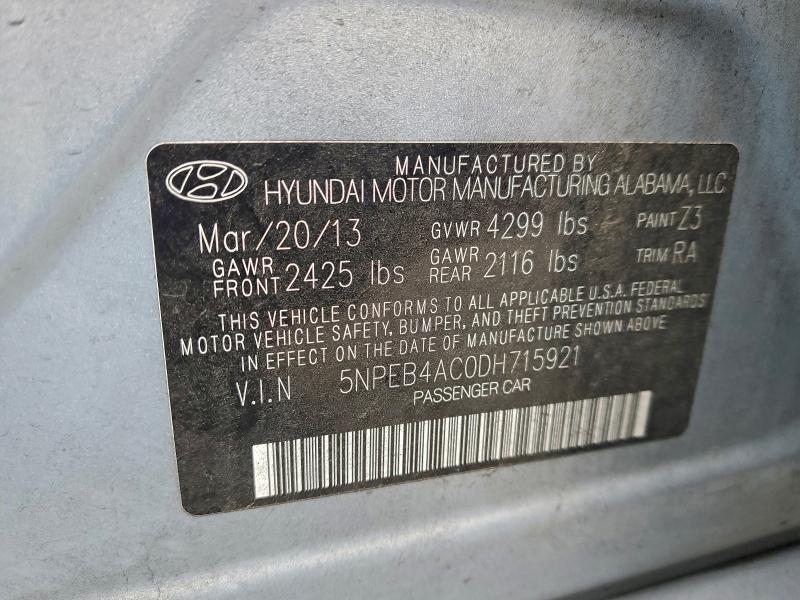 MANUFACTURED BY
HYUNDAI MOTOR MANUFACTURING ALABAMA, LLC
Mar/20/13 GVWR 4299 lbs PAINT Z3
GAWR FRONT 2425 lbs GAWR REAR 2116 lbs TRIM RA
THIS VEHICLE CONFORMS TO ALL APPLICABLE U.S.A. FEDERAL
MOTOR VEHICLE SAFETY, BUMPER, AND THEFT PREVENTION STANDARDS
IN EFFECT ON THE DATE OF MANUFACTURE SHOWN ABOVE
V.I.N 5NPEB4AC0DH715921
PASSENGER CAR